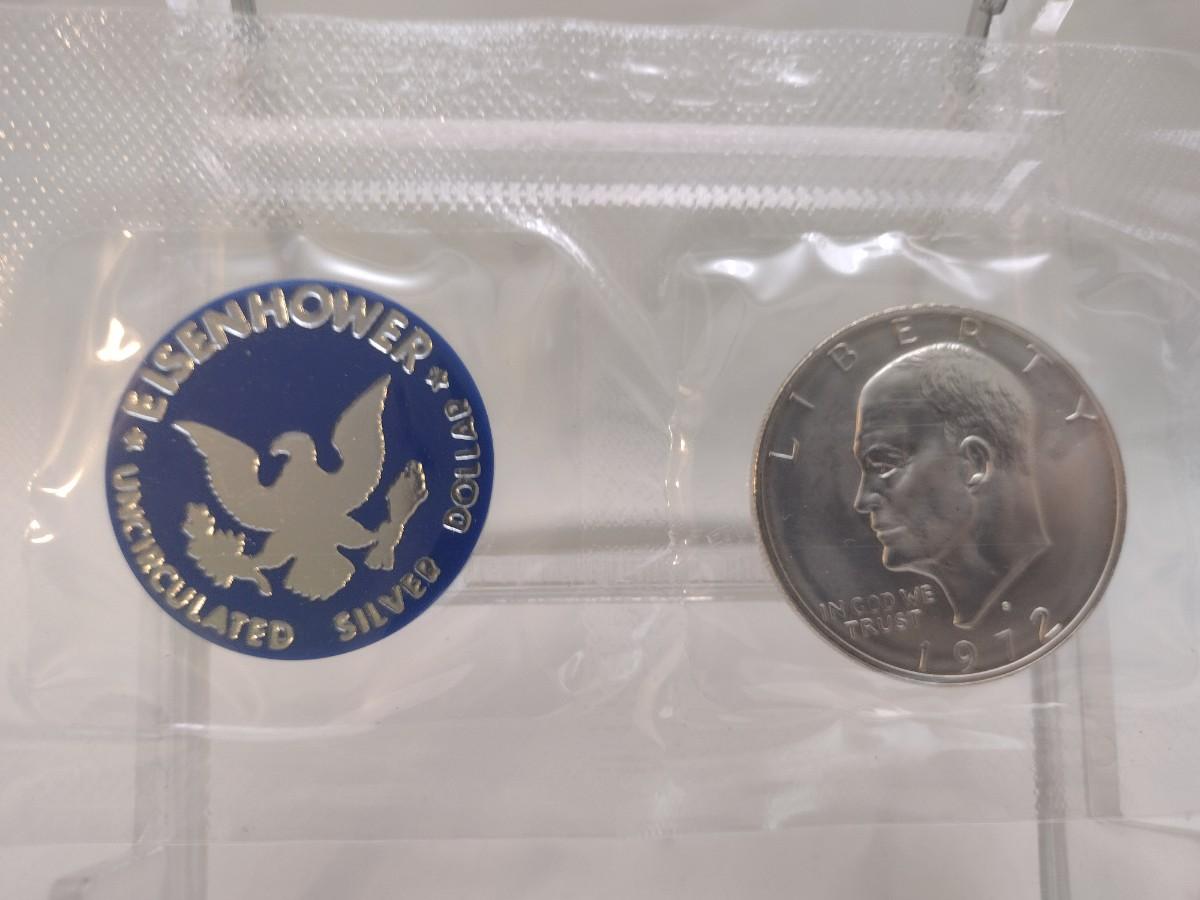 ★ EISENHOWER ★
UNCIRCULATED SILVER DOLLAR
LIBERTY
IN GOD WE
TRUST
1972